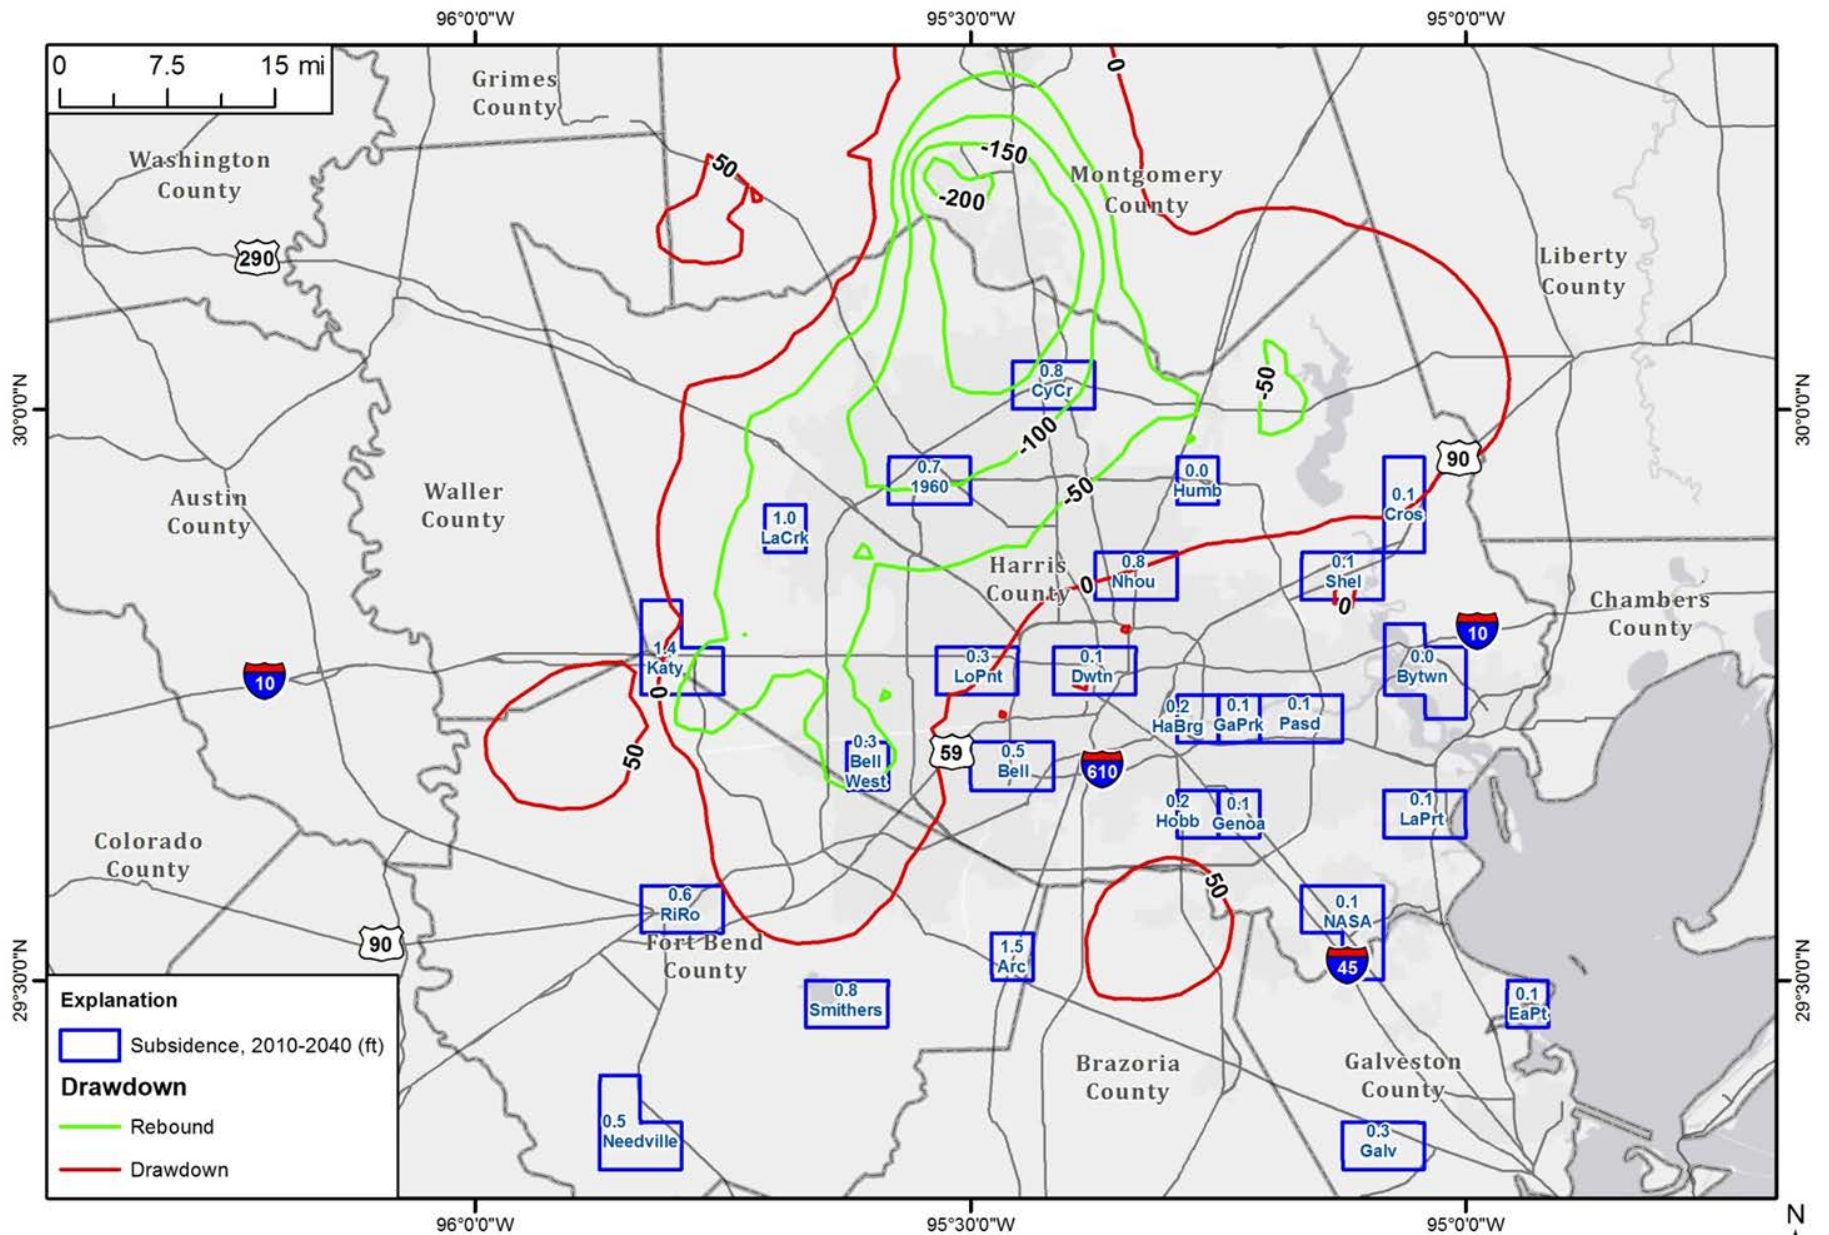 96°0'0"W
95°30'0"W
95°0'0"W
0 7.5 15 mi
Grimes
County
0
-150
Washington
County
50
Montgomery
County
-200
290
Liberty
County
30°0'0"N
30°0'0"N
0.8
CyCr
-50
-100
90
0.7
1960
0.0
Humb
-50
0.1
Cros
Austin
County
Waller
County
1.0
LaCrk
Harris
County
0
0.8
Nhou
0.1
Shel
0
Chambers
County
10
10
1.4
Katy
0
0.3
LoPnt
0.1
Dwtn
0.0
Bytwn
0.2
HaBrg
0.1
GaPrk
0.1
Pasd
50
0.3
Bell
West
59
0.5
Bell
610
0.2
Hobb
0.1
Genoa
0.1
LaPrt
Colorado
County
0.6
RiRo
50
0.1
NASA
90
Fort Bend
County
1.5
Arc
45
29°30'0"N
29°30'0"N
0.8
Smithers
0.1
EaPt
Brazoria
County
Galveston
County
0.5
Needville
0.3
Galv
Explanation
Subsidence, 2010-2040 (ft)
Drawdown
Rebound
Drawdown
96°0'0"W
95°30'0"W
95°0'0"W
N